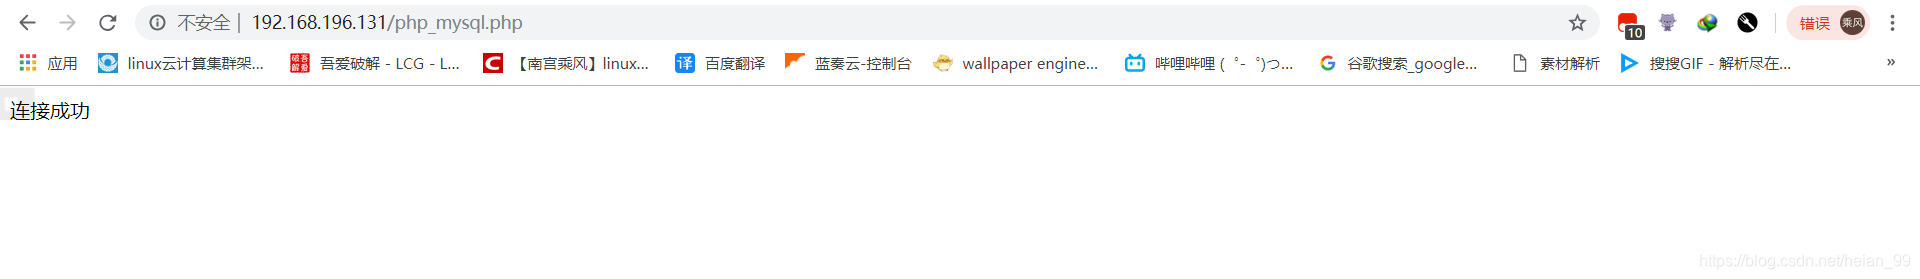 不安全 | 192.168.196.131/php_mysql.php 10 错误 乘风
应用 linux云计算集群架... 破解 吾爱 吾爱破解 - LCG - L... C 【南宫乘风】linux... 译 百度翻译 蓝奏云-控制台 wallpaper engine... 哔哩哔哩 (゜-゜)つ... G 谷歌搜索_google... 素材解析 搜搜GIF - 解析尽在... »
连接成功
https://blog.csdn.net/heian_99